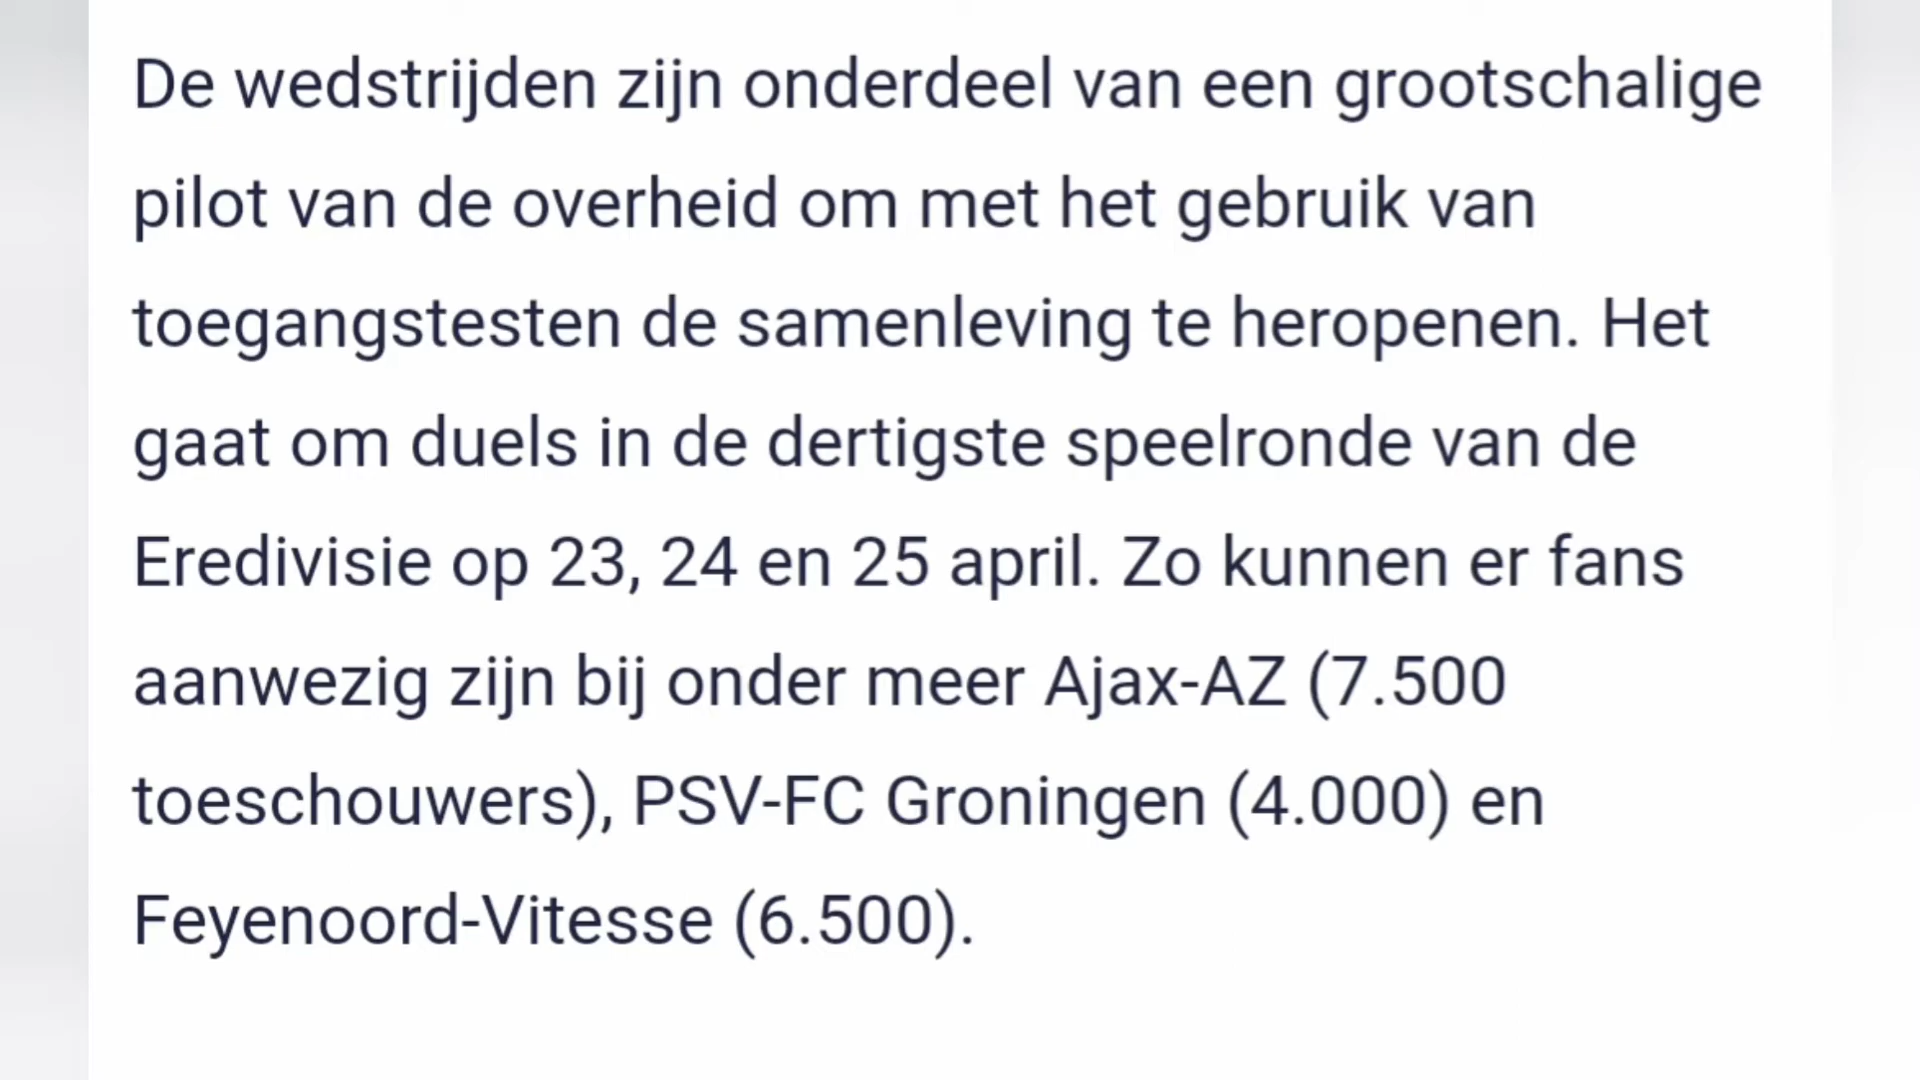 De wedstrijden zijn onderdeel van een grootschalige
pilot van de overheid om met het gebruik van
toegangstesten de samenleving te heropenen. Het
gaat om duels in de dertigste speelronde van de
Eredivisie op 23, 24 en 25 april. Zo kunnen er fans
aanwezig zijn bij onder meer Ajax-AZ (7.500
toeschouwers), PSV-FC Groningen (4.000) en
Feyenoord-Vitesse (6.500).